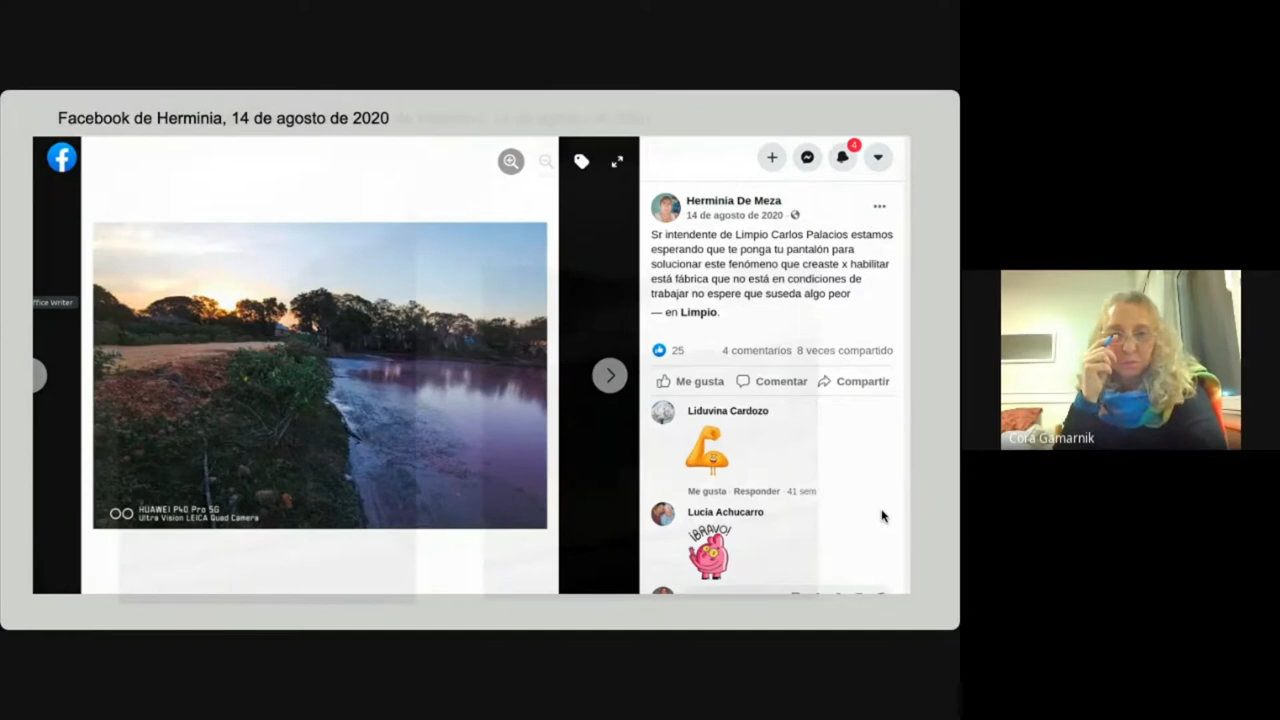 Facebook de Herminia, 14 de agosto de 2020
4
Herminia De Meza
14 de agosto de 2020 ·
Sr intendente de Limpio Carlos Palacios estamos
esperando que te ponga tu pantalón para
solucionar este fenómeno que creaste x habilitar
está fábrica que no está en condiciones de
trabajar no espere que suseda algo peor
— en Limpio.
25 4 comentarios 8 veces compartido
Me gusta Comentar Compartir
Liduvina Cardozo
Me gusta · Responder · 41 sem
Lucia Achucarro
¡BRAVO!
ffice Writer
HUAWEI P40 Pro 5G
Ultra Vision LEICA Quad Camera
Cora Gamarnik